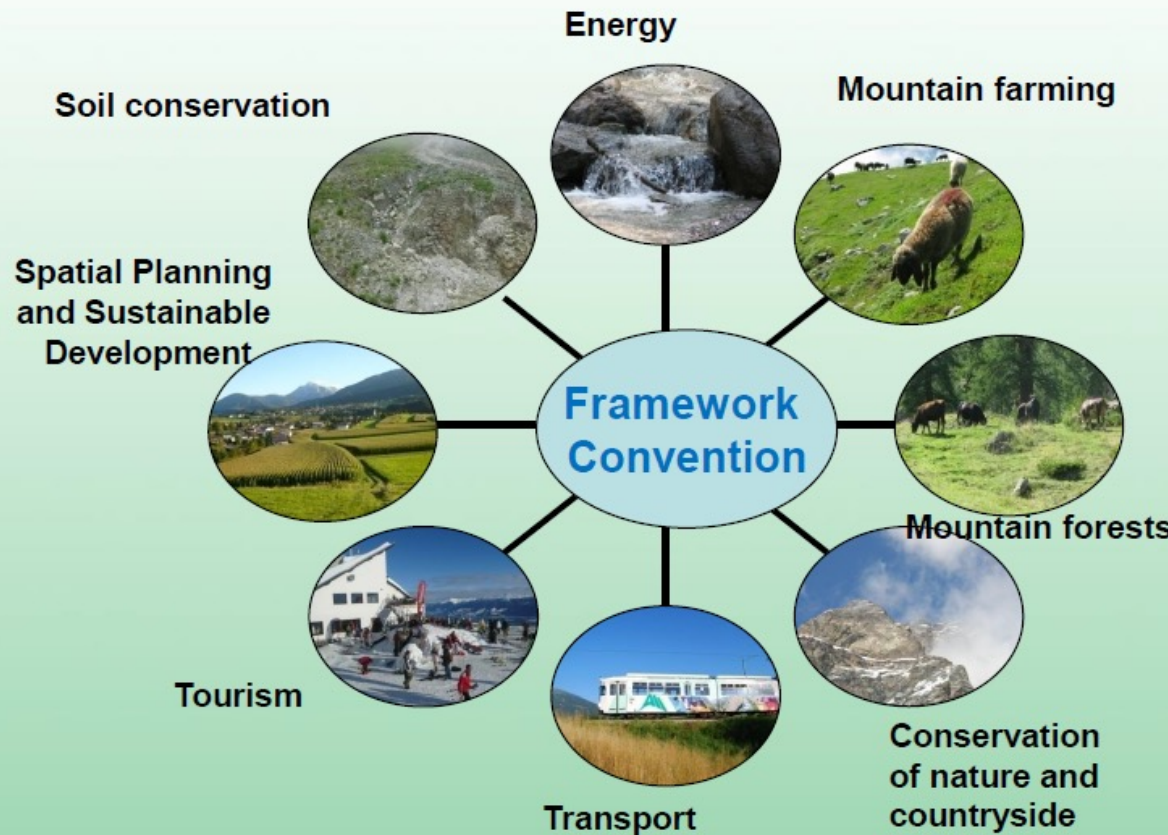 Energy
Mountain farming
Soil conservation
Spatial Planning
and Sustainable
Development
Framework
Convention
Mountain forests
Tourism
Conservation
of nature and
countryside
Transport